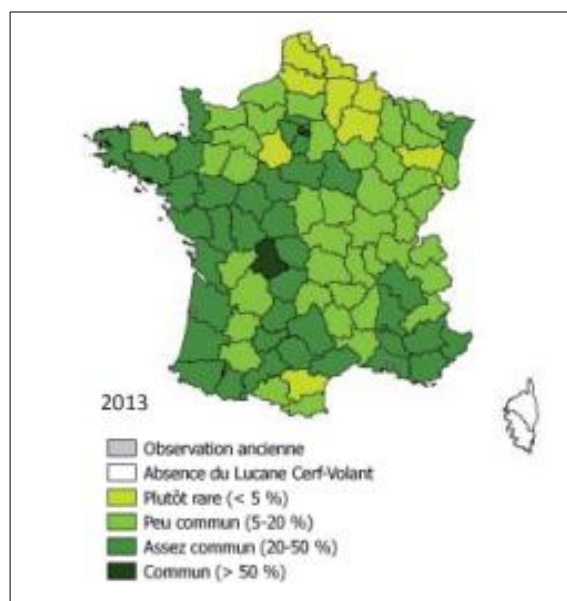 2013
Observation ancienne
Absence du Lucane Cerf-Volant
Plutôt rare (< 5 %)
Peu commun (5-20 %)
Assez commun (20-50 %)
Commun (> 50 %)